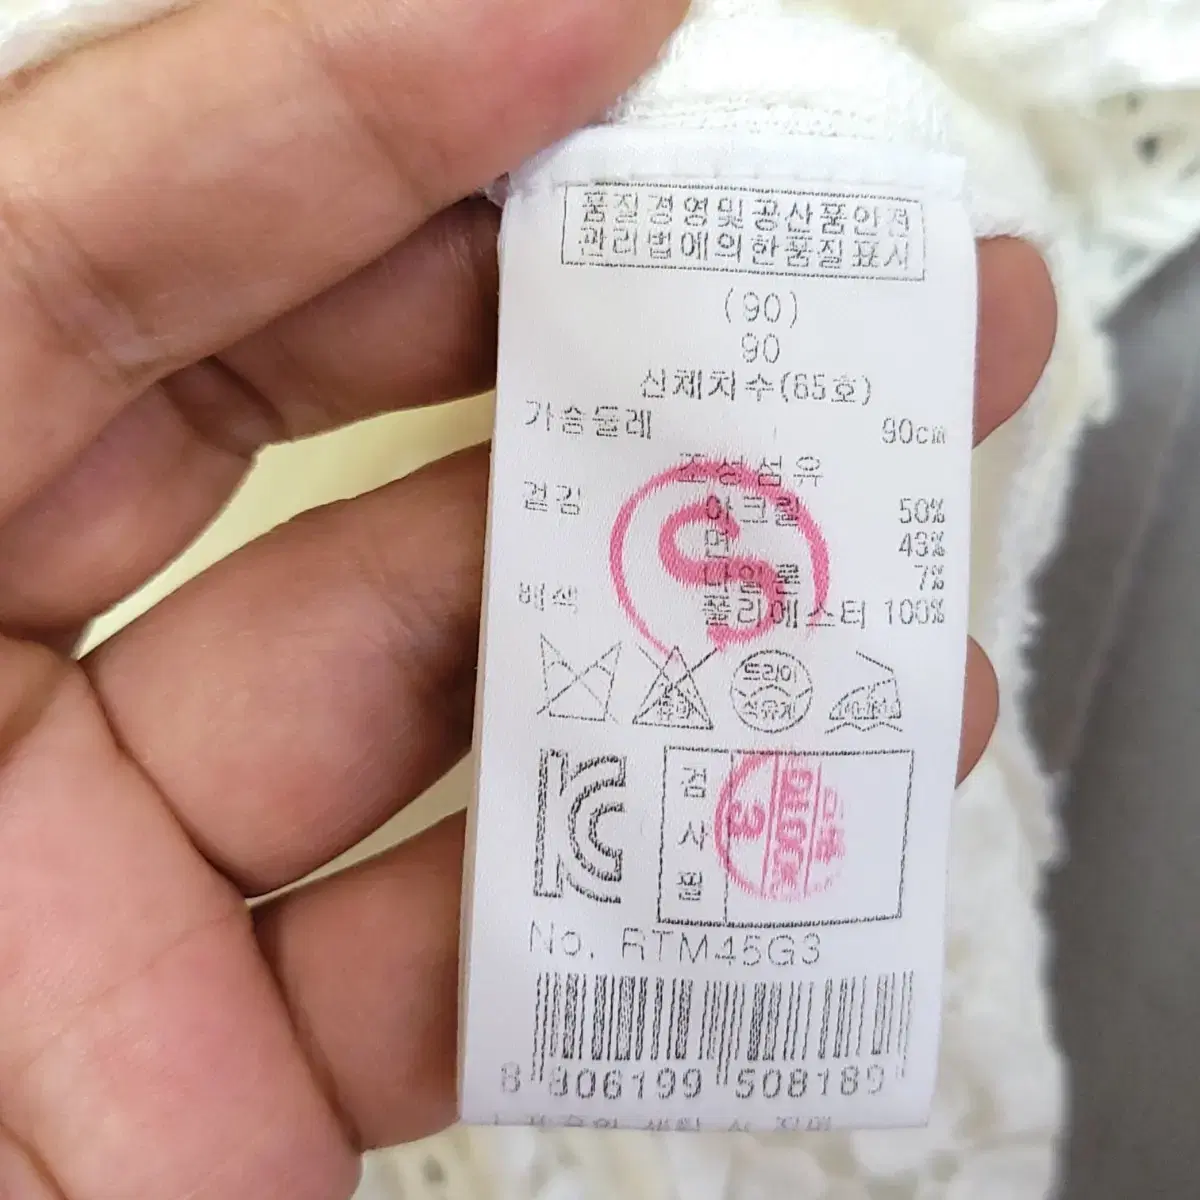 품질경영및공산품안전
관리법에의한품질표시
(90)
90
신체치수(85호)
가슴둘레 90cm
조성섬유
겉감 아크릴 50%
면 43%
나일론 7%
배색 폴리에스터 100%
S
드라이
석유계
KC
검사필
3
No. RTM45G3
8 806199 508189